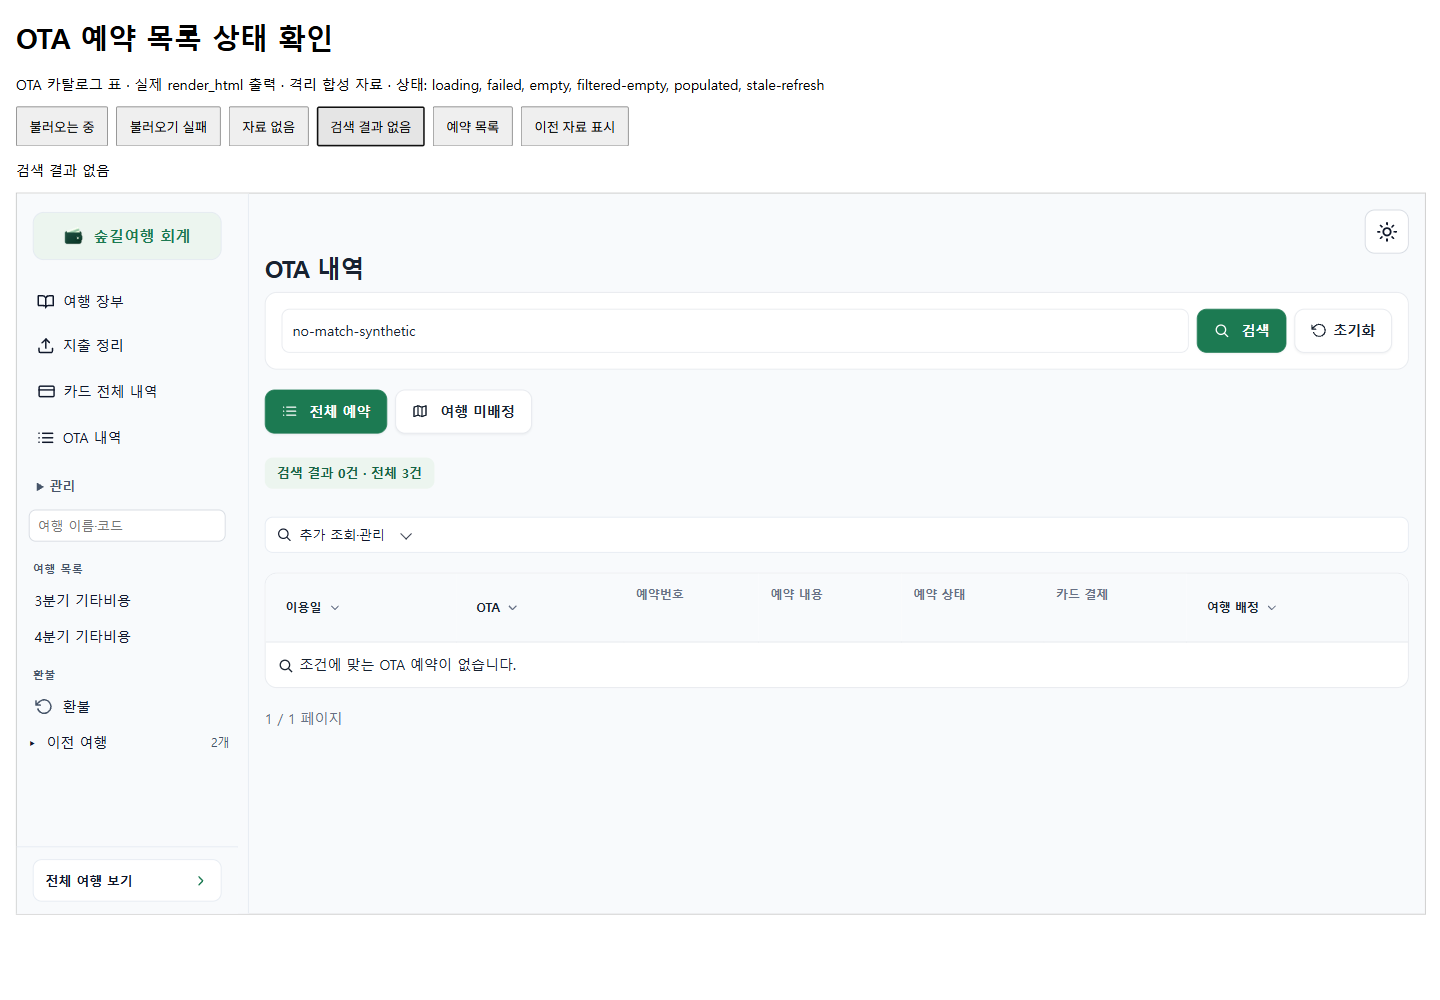 OTA 예약 목록 상태 확인
OTA 카탈로그 표 · 실제 render_html 출력 · 격리 합성 자료 · 상태: loading, failed, empty, filtered-empty, populated, stale-refresh
불러오는 중 불러오기 실패 자료 없음 검색 결과 없음 예약 목록 이전 자료 표시
검색 결과 없음
숲길여행 회계
여행 장부
지출 정리
카드 전체 내역
OTA 내역
관리
여행 이름·코드
여행 목록
3분기 기타비용
4분기 기타비용
환불
환불
이전 여행 2개
전체 여행 보기
OTA 내역
no-match-synthetic 검색 초기화
전체 예약 여행 미배정
검색 결과 0건 · 전체 3건
추가 조회·관리
이용일 OTA 예약번호 예약 내용 예약 상태 카드 결제 여행 배정
조건에 맞는 OTA 예약이 없습니다.
1 / 1 페이지